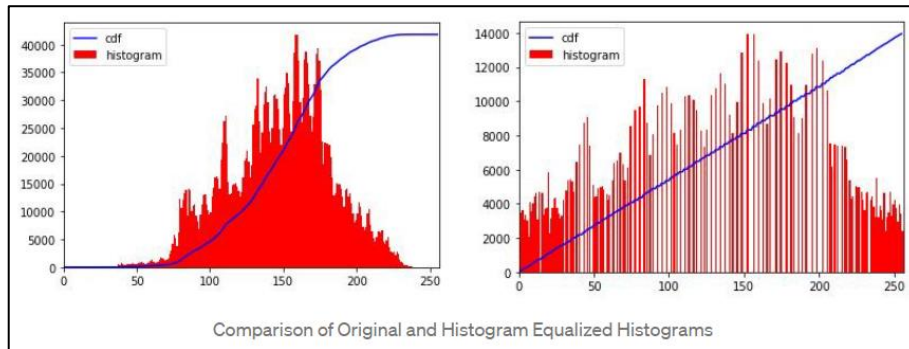 cdf
histogram
40000
35000
30000
25000
20000
15000
10000
5000
0
0 50 100 150 200 250
cdf
histogram
14000
12000
10000
8000
6000
4000
2000
0
0 50 100 150 200 250
Comparison of Original and Histogram Equalized Histograms